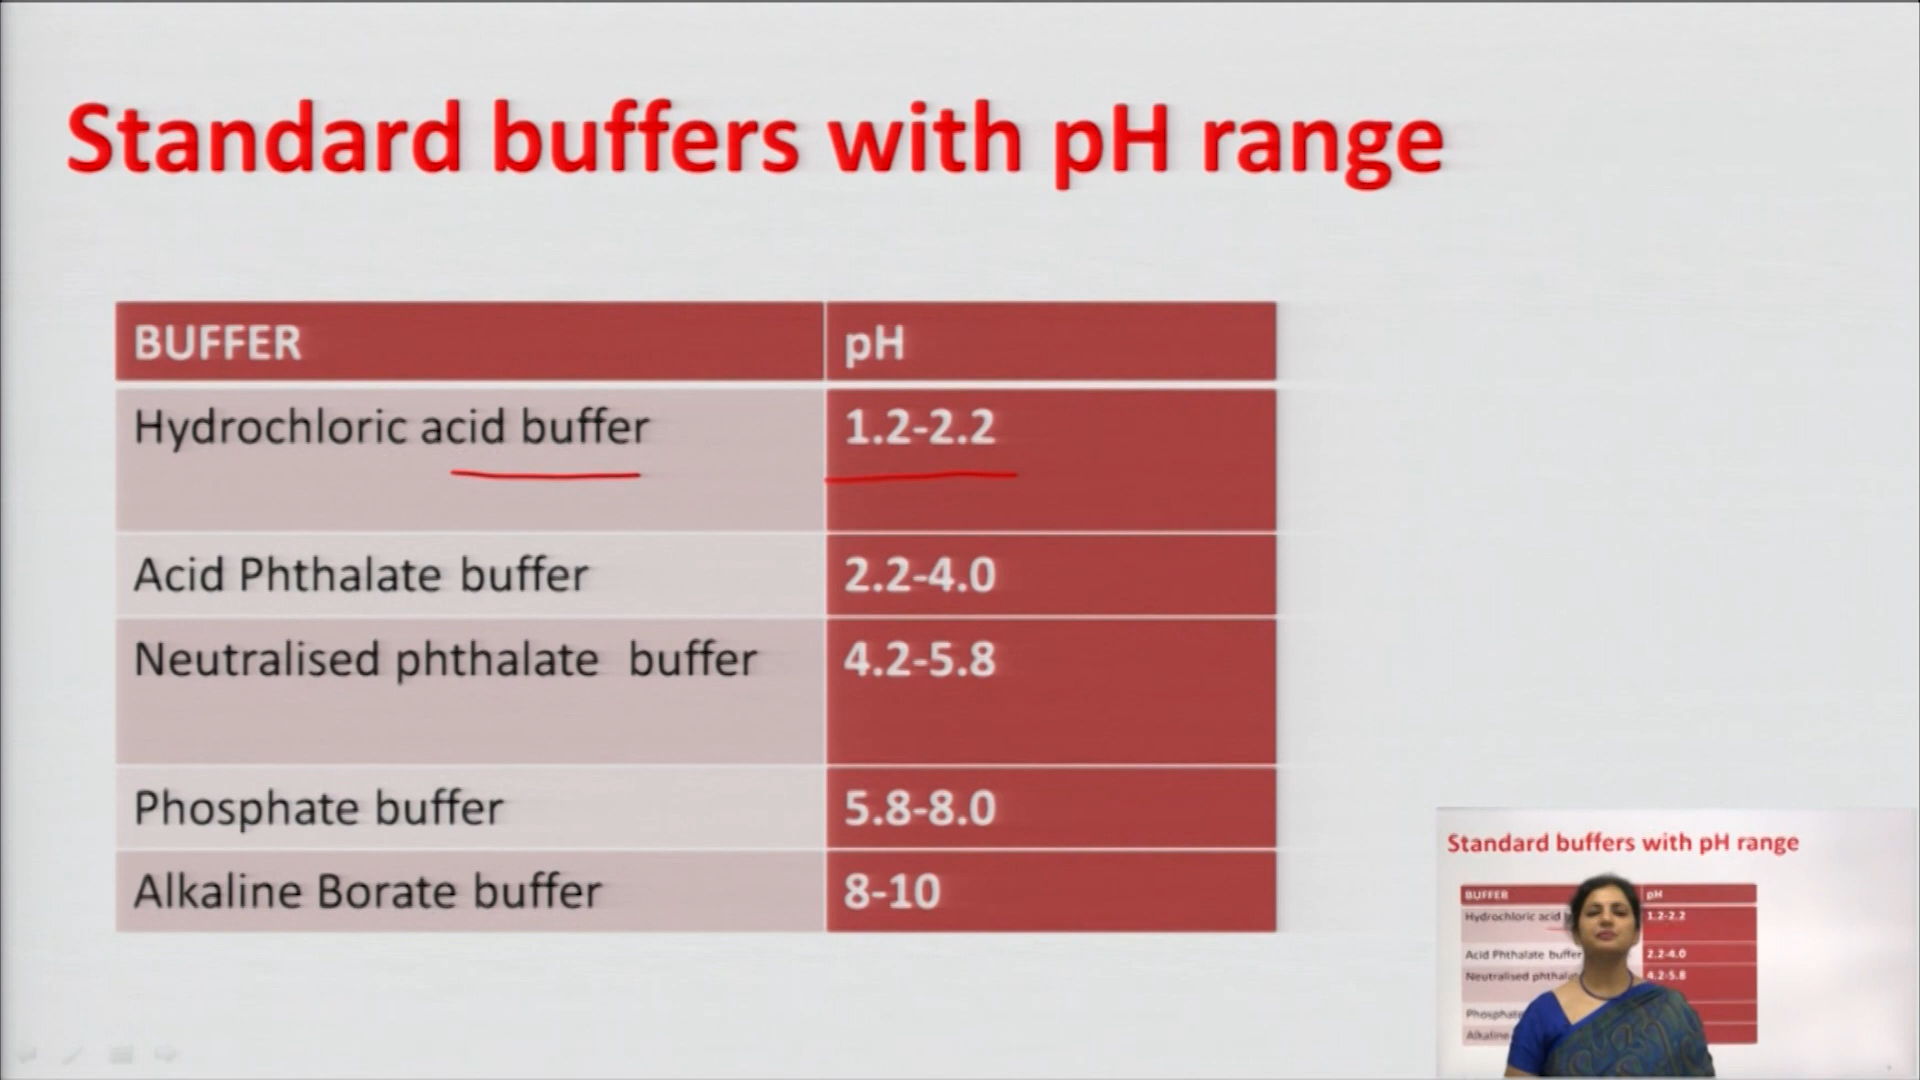 Standard buffers with pH range
BUFFER pH
Hydrochloric acid buffer 1.2-2.2
Acid Phthalate buffer 2.2-4.0
Neutralised phthalate buffer 4.2-5.8
Phosphate buffer 5.8-8.0
Alkaline Borate buffer 8-10
Standard buffers with pH range
BUFFER pH
Hydrochloric acid 1.2-2.2
Acid Phthalate buffer 2.2-4.0
Neutralised 4.2-5.8
Alkaline